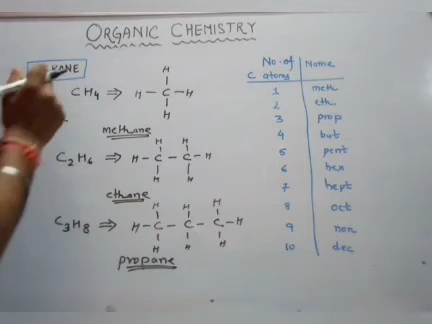 ORGANIC CHEMISTRY
KANE
CH4 ⇒
H
H - C - H
H
methane
C2H6 ⇒
H H
H - C - C - H
H H
ethane
C3H8 ⇒
H H H
H - C - C - C - H
H H H
propane
No. of C atoms Name
1 meth
2 eth
3 prop
4 but
5 pent
6 hex
7 hept
8 oct
9 non
10 dec